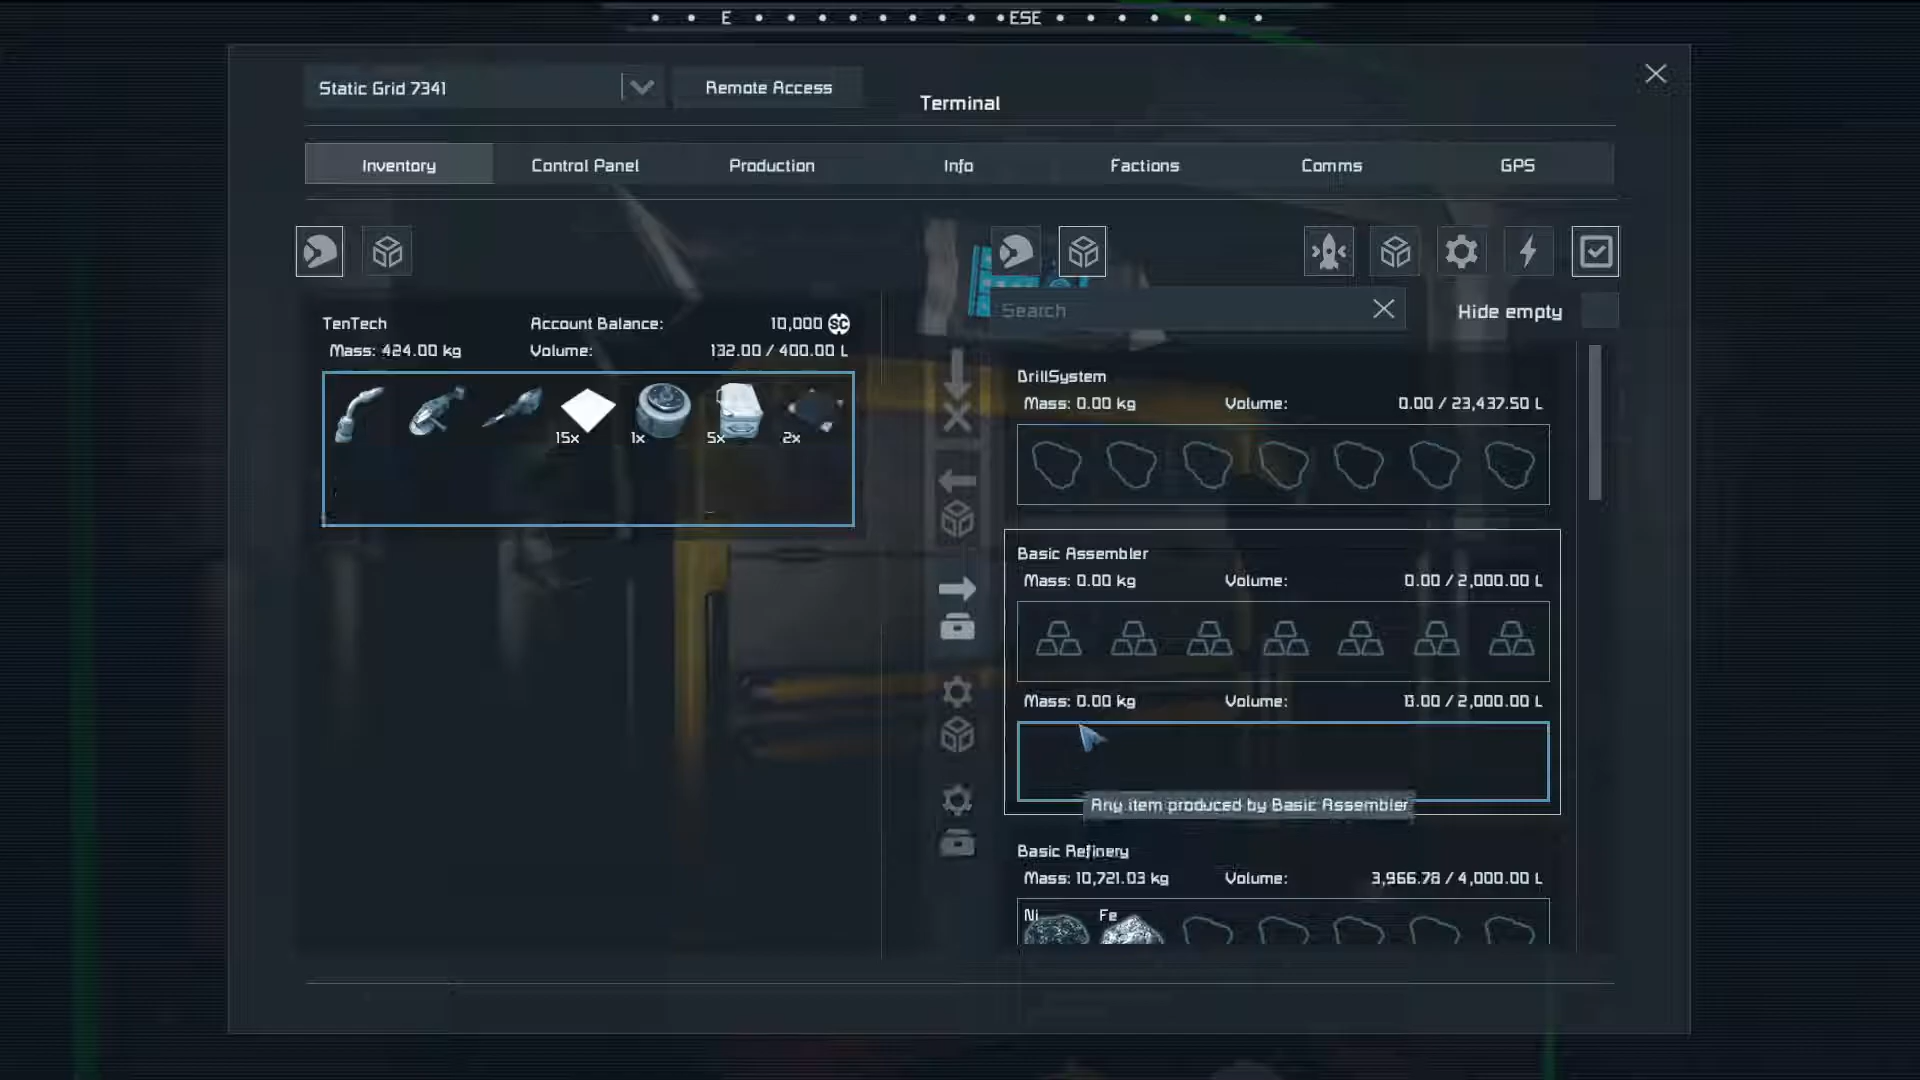 E ESE
Static Grid 7341
Remote Access
Terminal
Inventory Control Panel Production Info Factions Comms GPS
Search
Hide empty
TenTech Account Balance: 10,000 SC
Mass: 424.00 kg Volume: 132.00 / 400.00 L
15x 1x 5x 2x
DrillSystem
Mass: 0.00 kg Volume: 0.00 / 23,437.50 L
Basic Assembler
Mass: 0.00 kg Volume: 0.00 / 2,000.00 L
Mass: 0.00 kg Volume: 0.00 / 2,000.00 L
Any item produced by Basic Assembler
Basic Refinery
Mass: 10,721.03 kg Volume: 3,966.78 / 4,000.00 L
Ni Fe